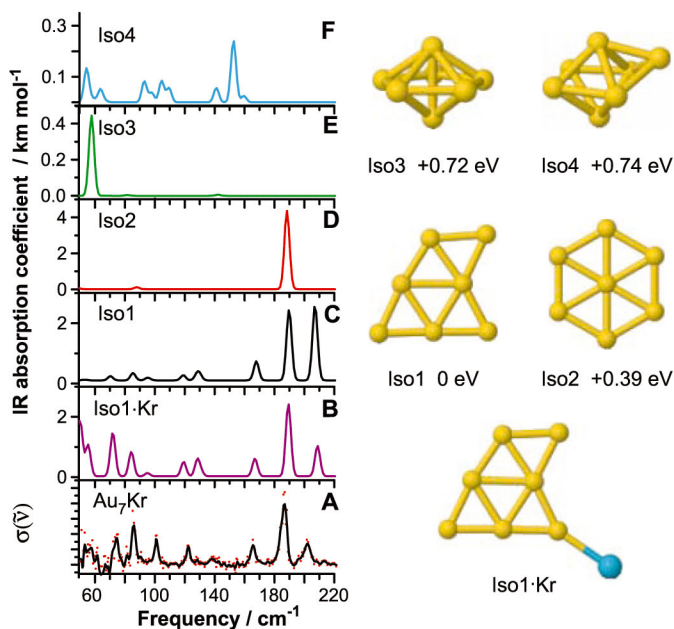 IR absorption coefficient / km mol⁻¹
σ(ṽ)
0.3
0.1
Iso4
F
0.4
0.2
0.0
Iso3
E
4
2
0
Iso2
D
2
0
Iso1
C
2
0
Iso1·Kr
B
Au₇Kr
A
60 100 140 180 220
Frequency / cm⁻¹
Iso3 +0.72 eV
Iso4 +0.74 eV
Iso1 0 eV
Iso2 +0.39 eV
Iso1·Kr